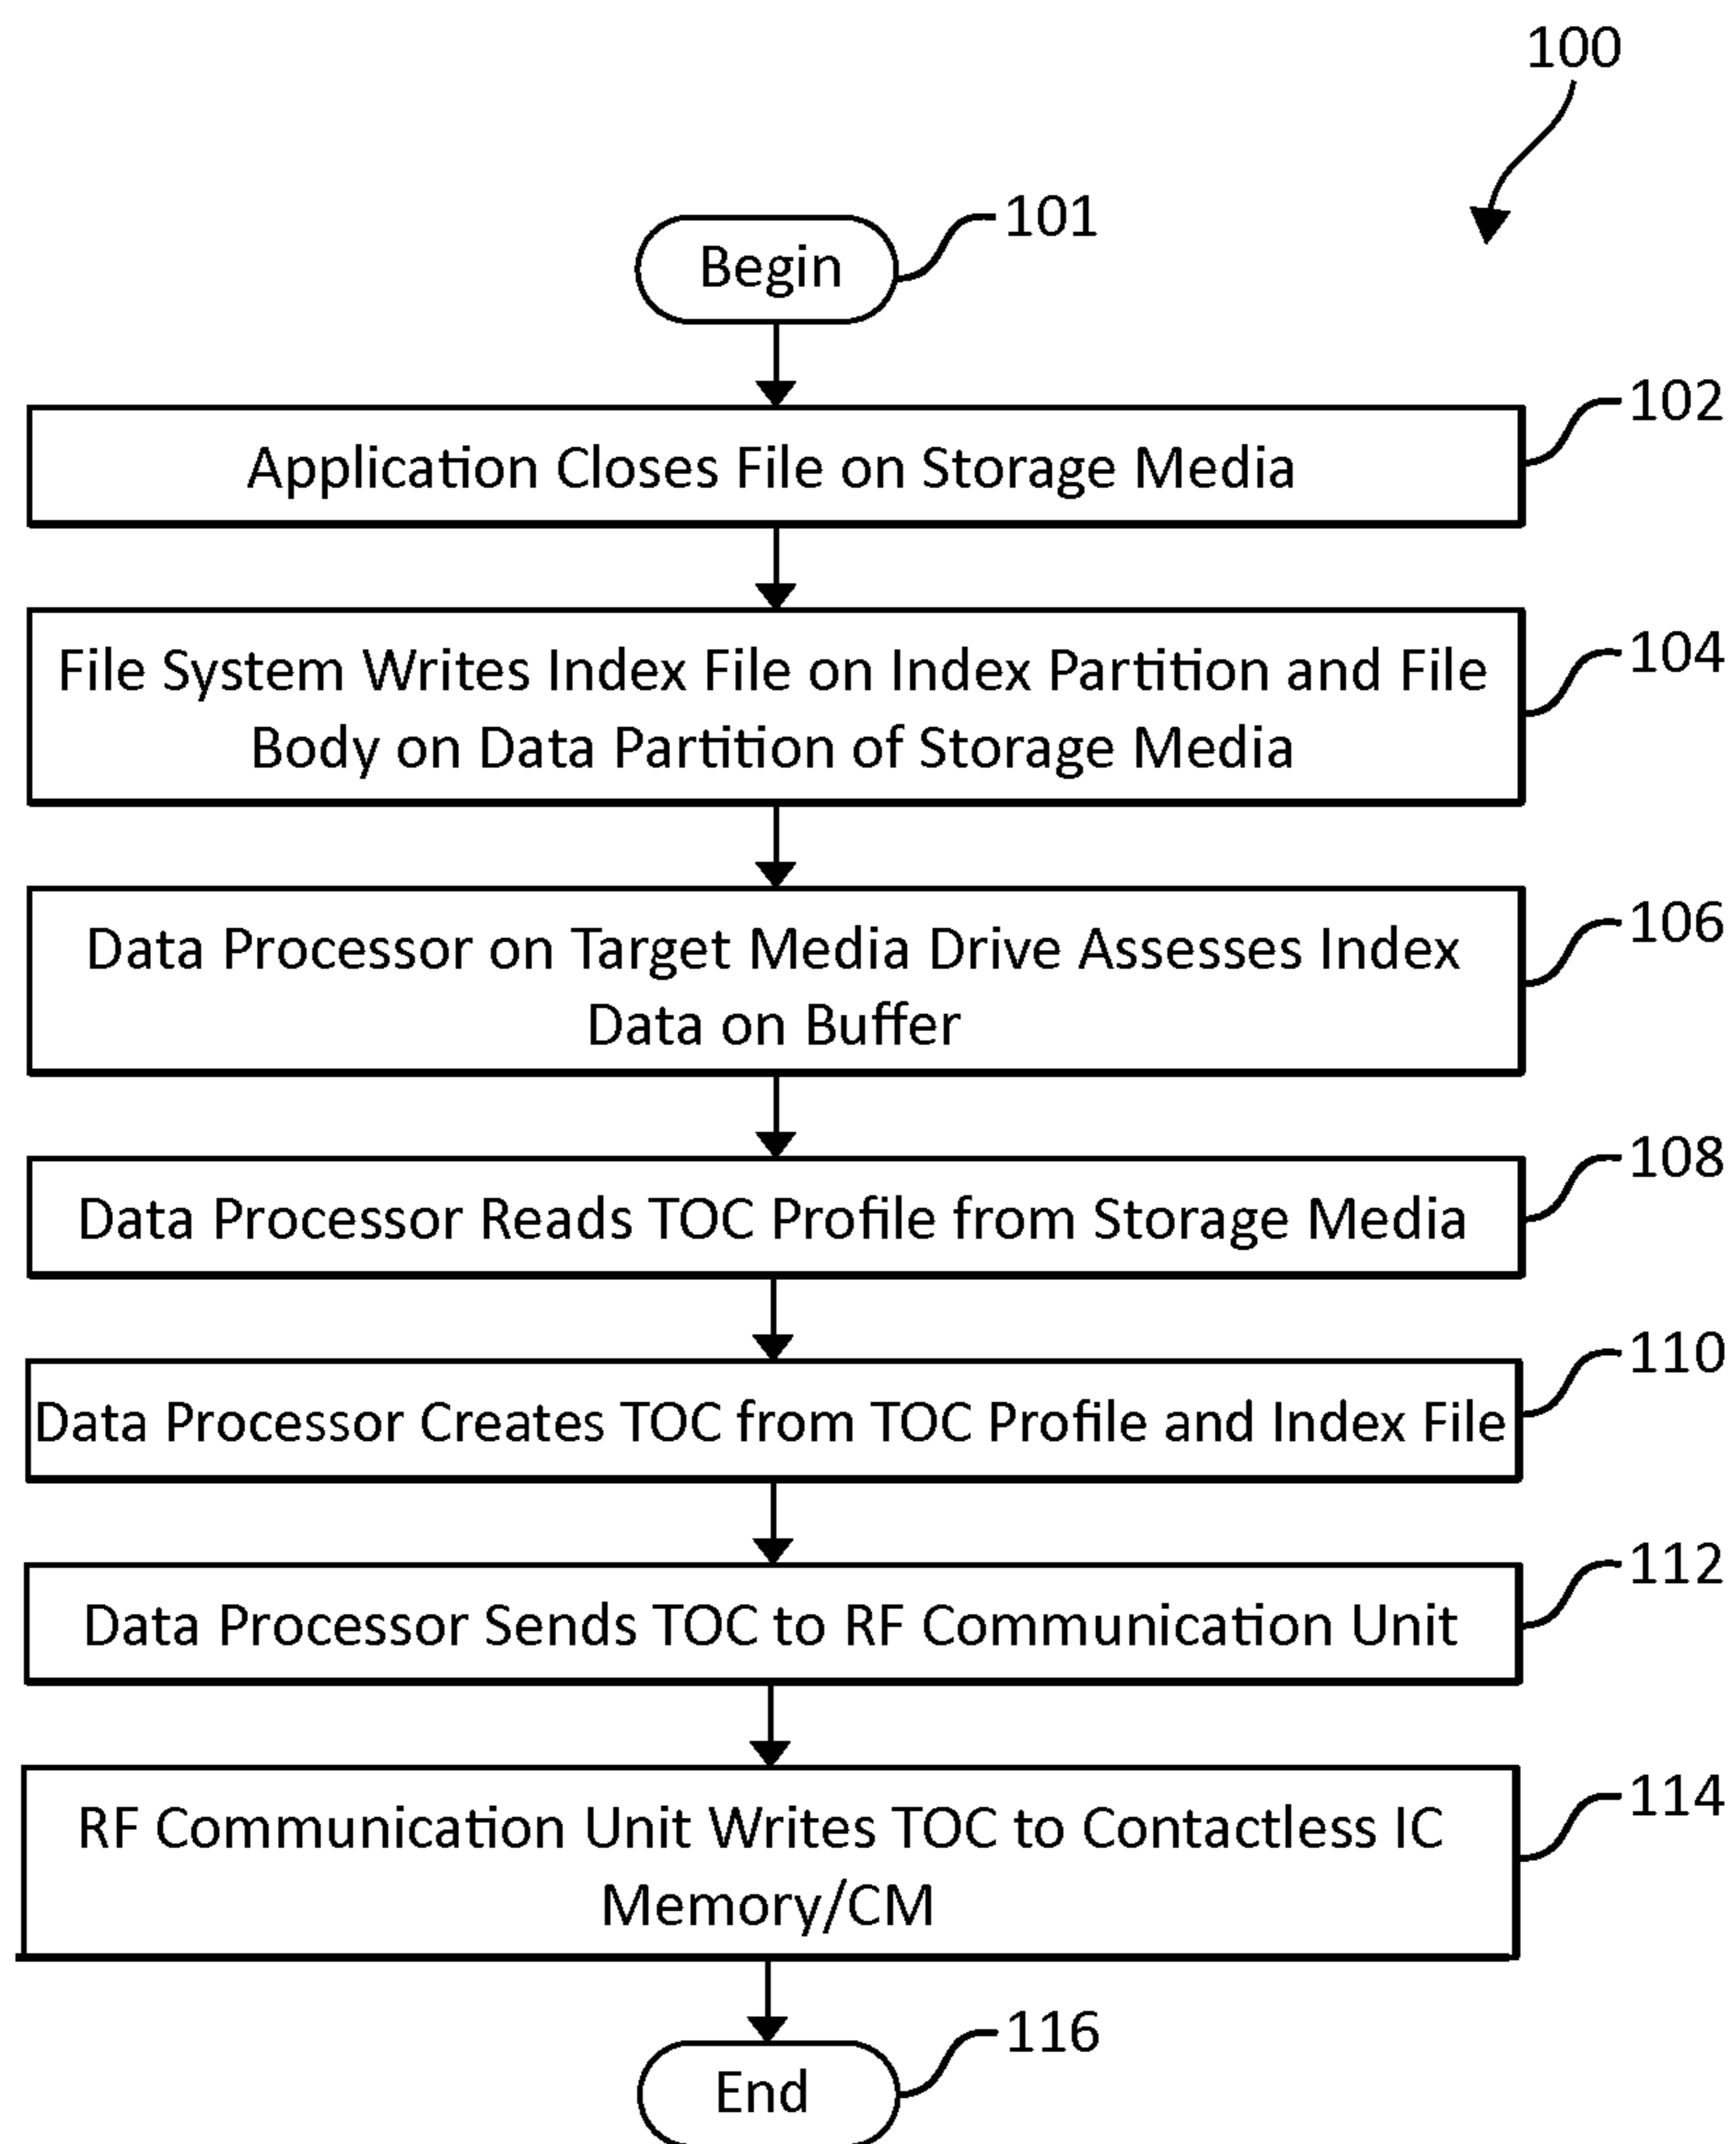 100
Begin
101
Application Closes File on Storage Media
102
File System Writes Index File on Index Partition and File
Body on Data Partition of Storage Media
104
Data Processor on Target Media Drive Assesses Index
Data on Buffer
106
Data Processor Reads TOC Profile from Storage Media
108
Data Processor Creates TOC from TOC Profile and Index File
110
Data Processor Sends TOC to RF Communication Unit
112
RF Communication Unit Writes TOC to Contactless IC
Memory/CM
114
End
116